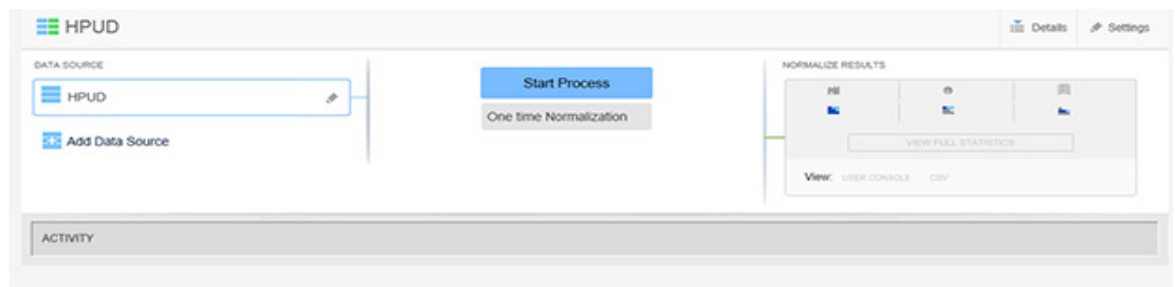 HPUD
Details
Settings
DATA SOURCE
HPUD
Add Data Source
Start Process
One time Normalization
NORMALIZE RESULTS
VIEW FULL STATISTICS
View: USER CONSOLE CSV
ACTIVITY